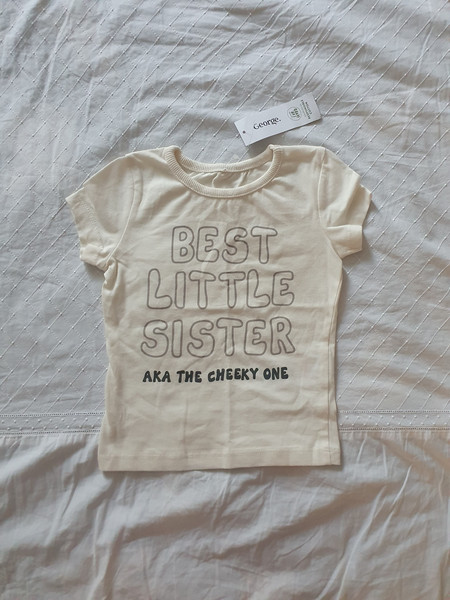 George.
BEST
LITTLE
SISTER
AKA THE CHEEKY ONE